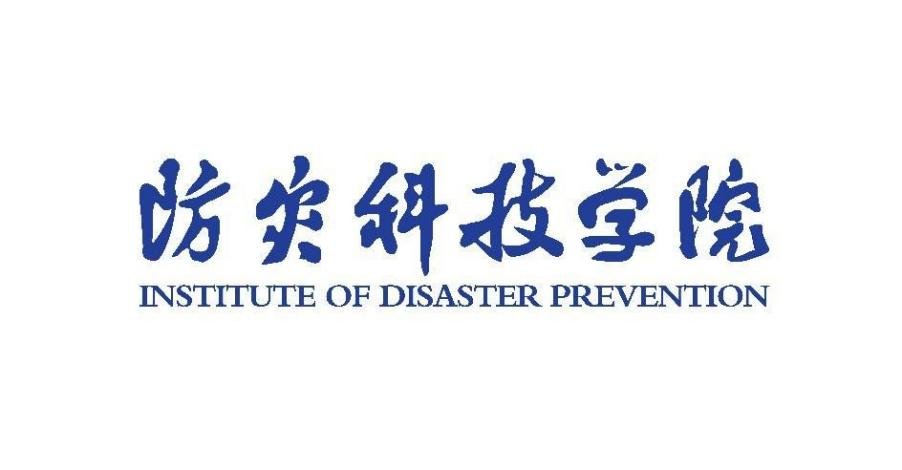 防灾科技学院
INSTITUTE OF DISASTER PREVENTION